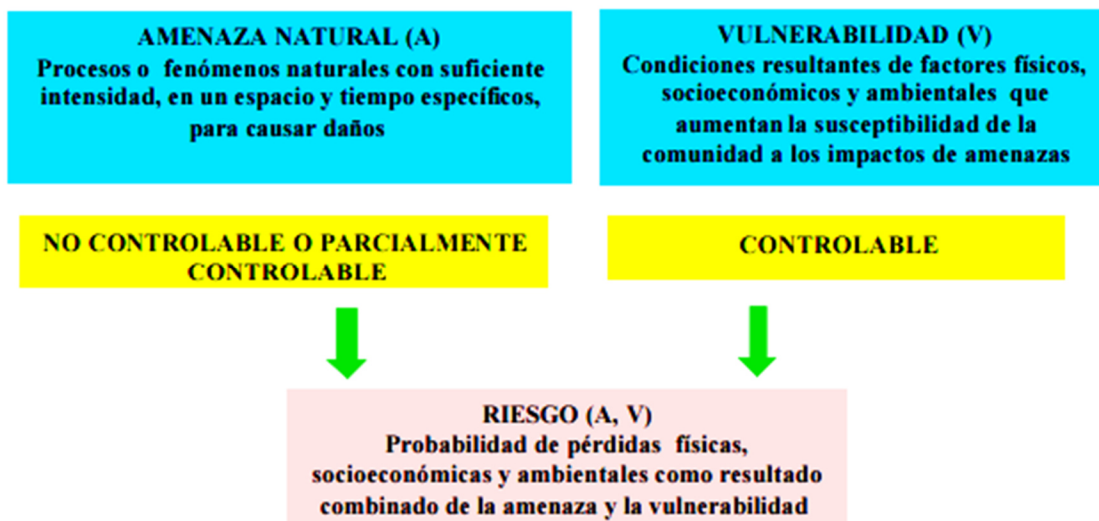 AMENAZA NATURAL (A)
Procesos o fenómenos naturales con suficiente
intensidad, en un espacio y tiempo específicos,
para causar daños
VULNERABILIDAD (V)
Condiciones resultantes de factores físicos,
socioeconómicos y ambientales que
aumentan la susceptibilidad de la
comunidad a los impactos de amenazas
NO CONTROLABLE O PARCIALMENTE
CONTROLABLE
CONTROLABLE
RIESGO (A, V)
Probabilidad de pérdidas físicas,
socioeconómicas y ambientales como resultado
combinado de la amenaza y la vulnerabilidad